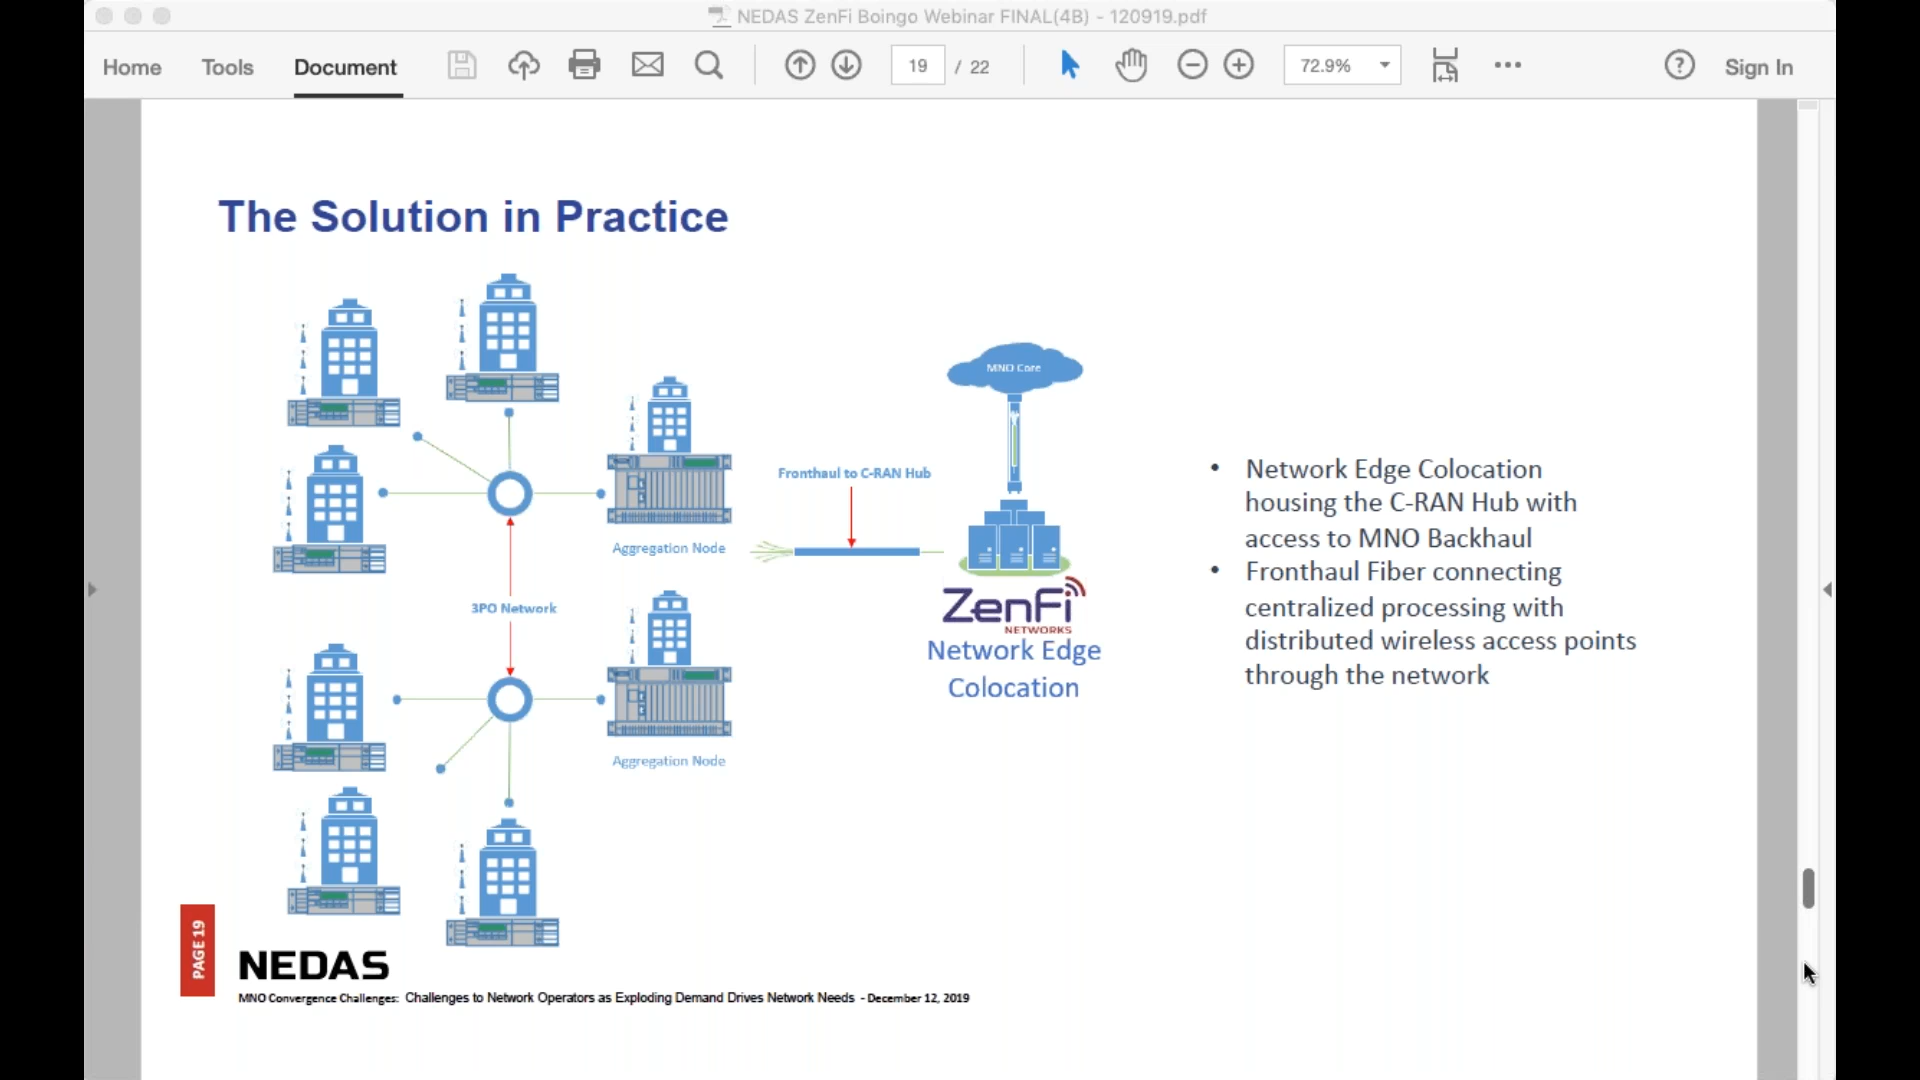 NEDAS ZenFi Boingo Webinar FINAL(4B) - 120919.pdf
Home Tools Document 19 / 22 72.9% Sign In
The Solution in Practice
MNO Core
Fronthaul to C-RAN Hub
Aggregation Node
3PO Network
ZenFi
NETWORKS
Network Edge
Colocation
Aggregation Node
• Network Edge Colocation
housing the C-RAN Hub with
access to MNO Backhaul
• Fronthaul Fiber connecting
centralized processing with
distributed wireless access points
through the network
PAGE 19
NEDAS
MNO Convergence Challenges: Challenges to Network Operators as Exploding Demand Drives Network Needs - December 12, 2019